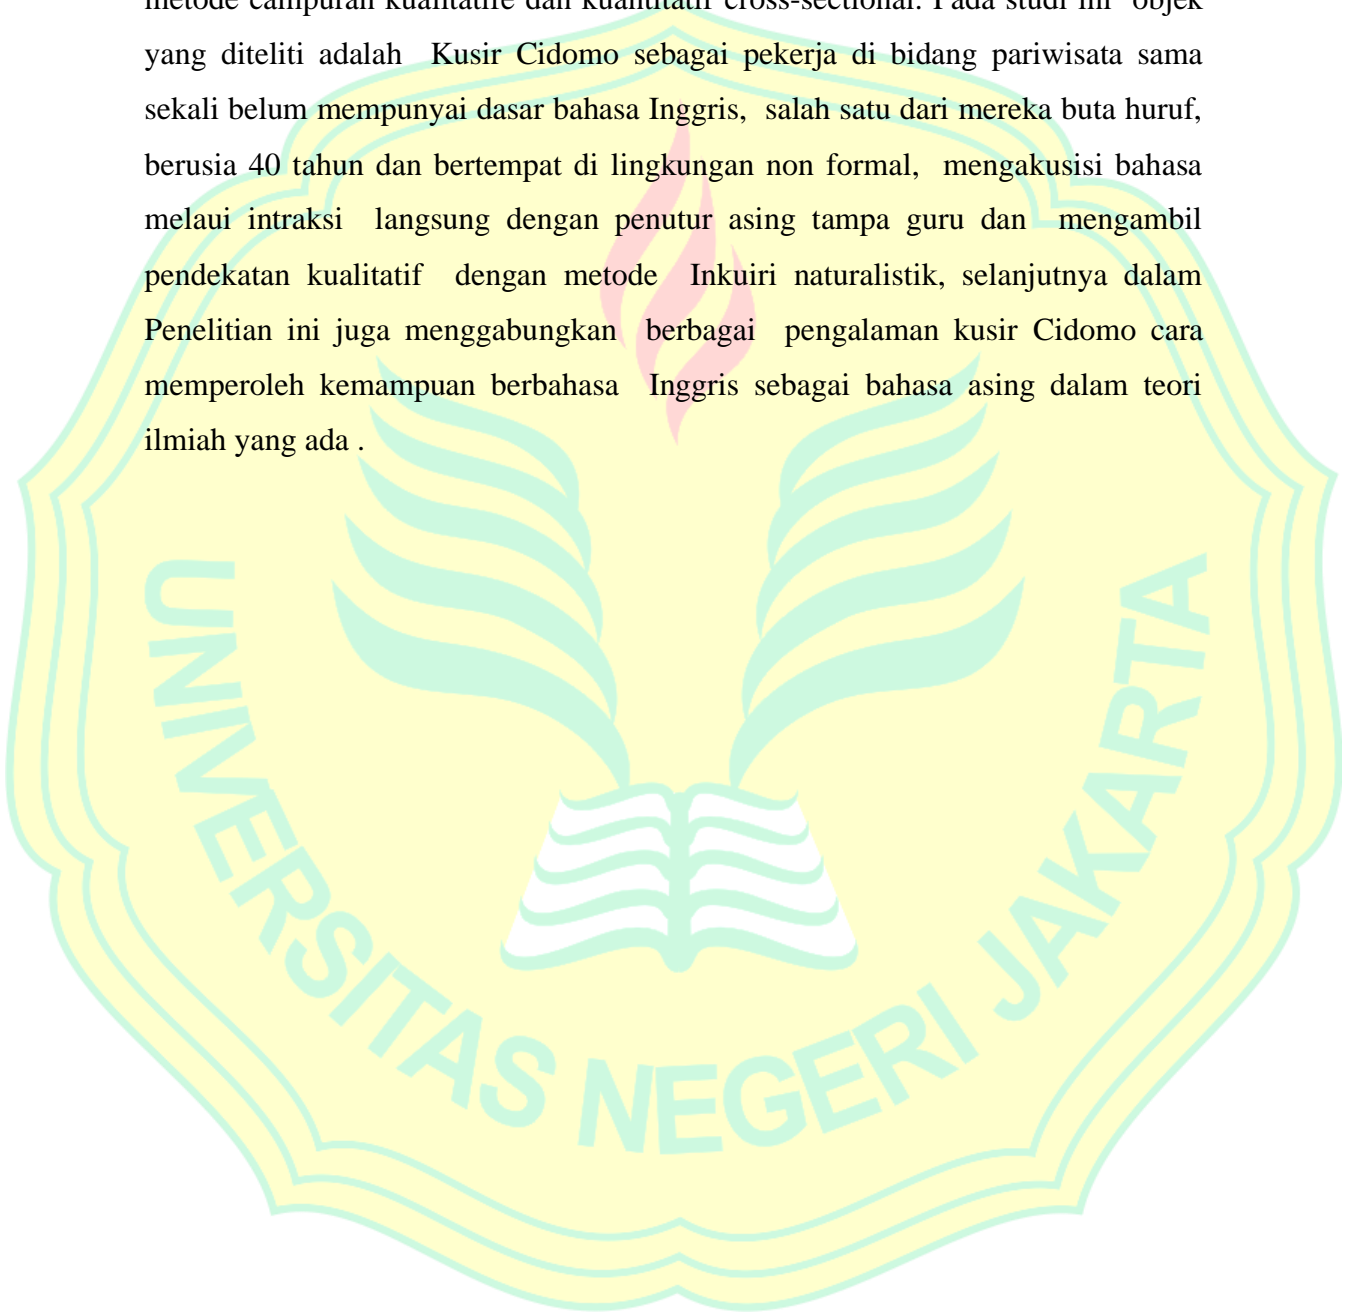 metode campuran kualitatife dan kuantitatif cross-sectional. Pada studi ini objek
yang diteliti adalah Kusir Cidomo sebagai pekerja di bidang pariwisata sama
sekali belum mempunyai dasar bahasa Inggris, salah satu dari mereka buta huruf,
berusia 40 tahun dan bertempat di lingkungan non formal, mengakusisi bahasa
melaui intraksi langsung dengan penutur asing tampa guru dan mengambil
pendekatan kualitatif dengan metode Inkuiri naturalistik, selanjutnya dalam
Penelitian ini juga menggabungkan berbagai pengalaman kusir Cidomo cara
memperoleh kemampuan berbahasa Inggris sebagai bahasa asing dalam teori
ilmiah yang ada .
UNIVERSITAS NEGERI JAKARTA